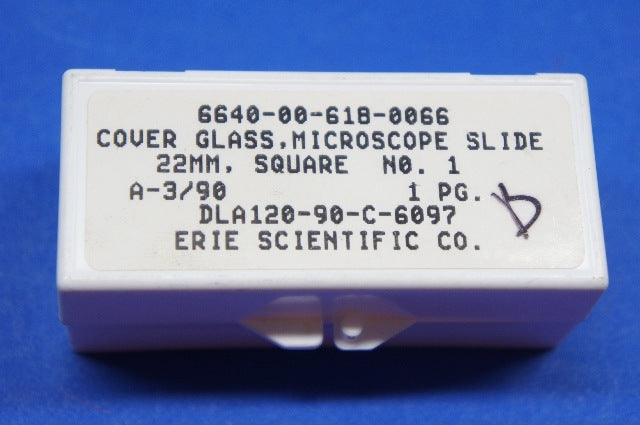 6640-00-618-0066
COVER GLASS,MICROSCOPE SLIDE
22MM, SQUARE NO. 1
A-3/90 1 PG.
DLA120-90-C-6097
ERIE SCIENTIFIC CO.